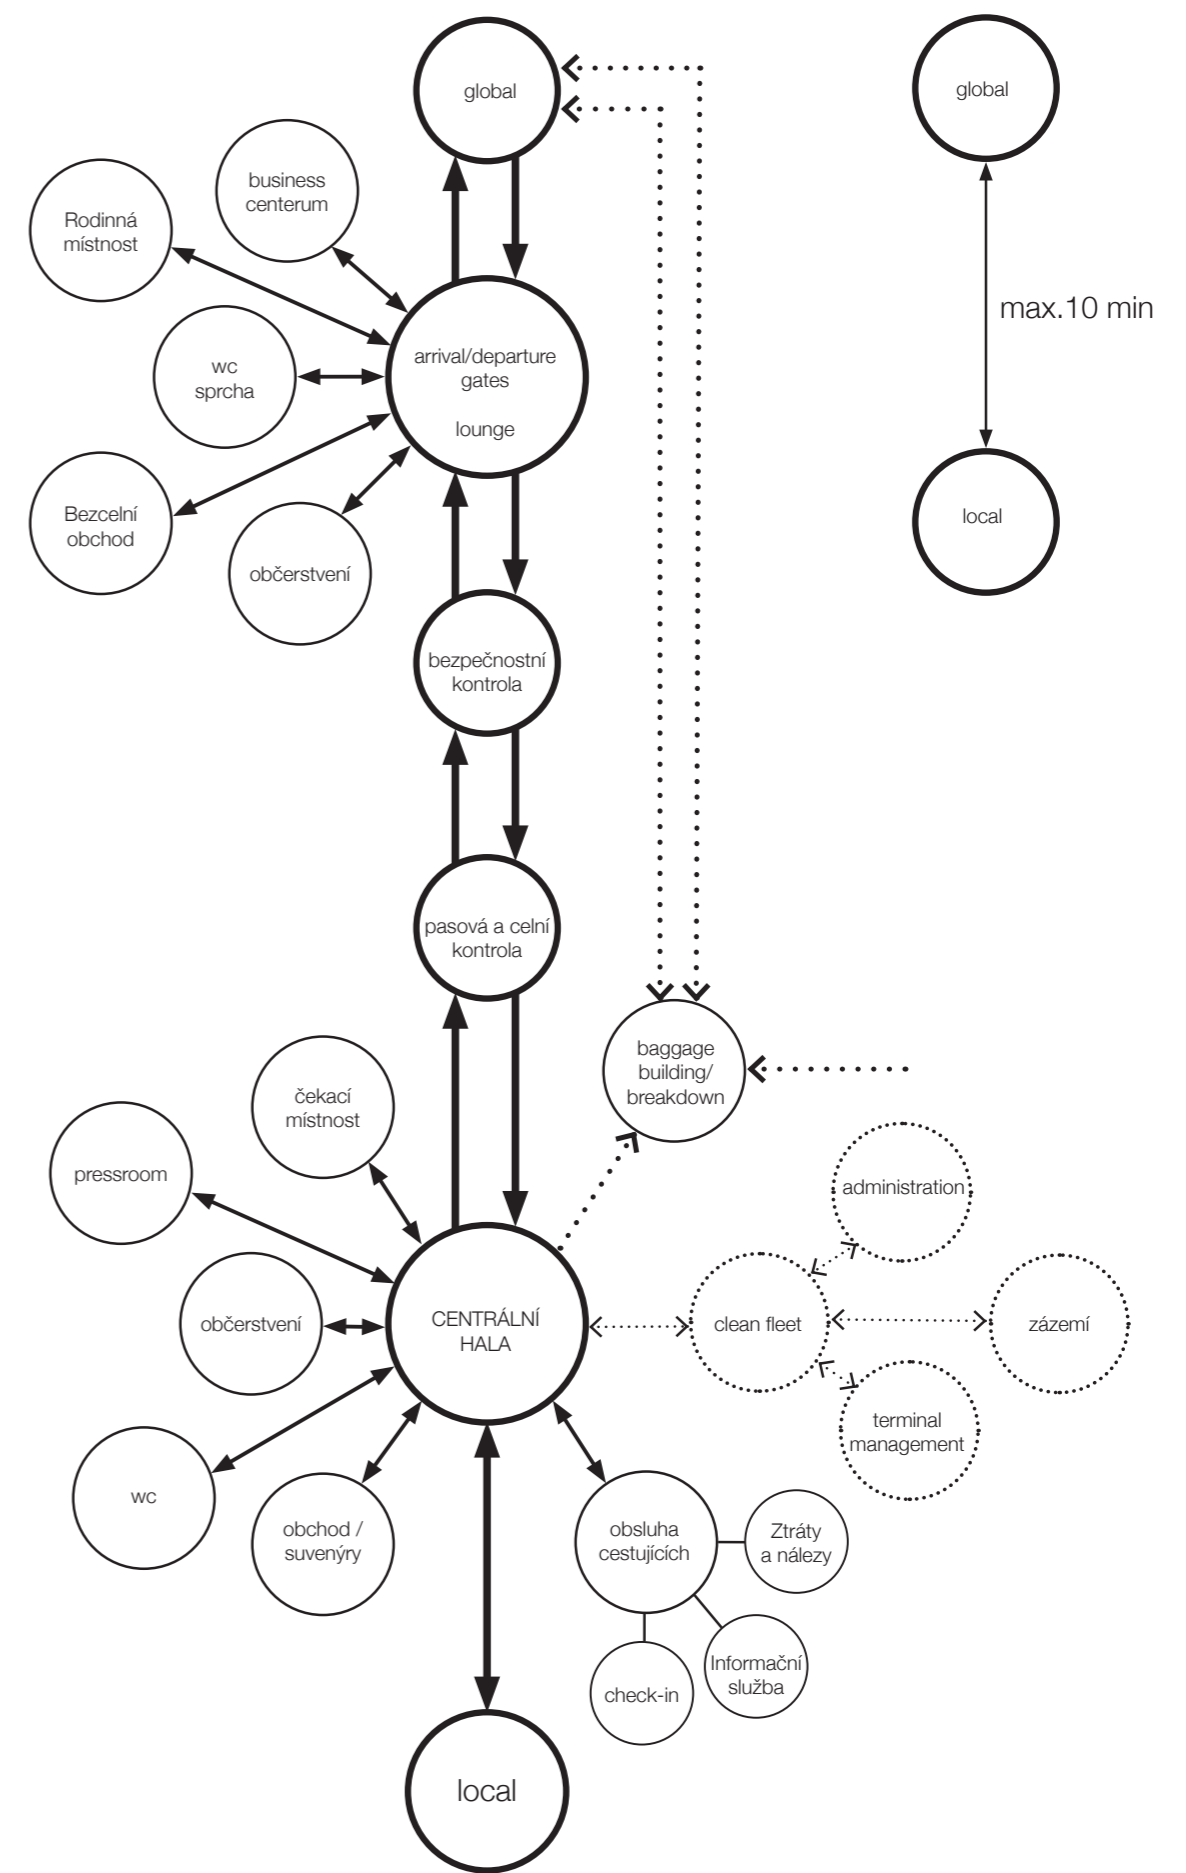 global
global
business
centerum
Rodinná
místnost
max.10 min
arrival/departure
gates
lounge
wc
sprcha
Bezcelní
obchod
local
občerstvení
bezpečnostní
kontrola
pasová a celní
kontrola
baggage
building/
breakdown
čekací
místnost
pressroom
administration
občerstvení
CENTRÁLNÍ
HALA
clean fleet
zázemí
terminal
management
wc
obchod /
suvenýry
obsluha
cestujících
Ztráty
a nálezy
Informační
služba
check-in
local